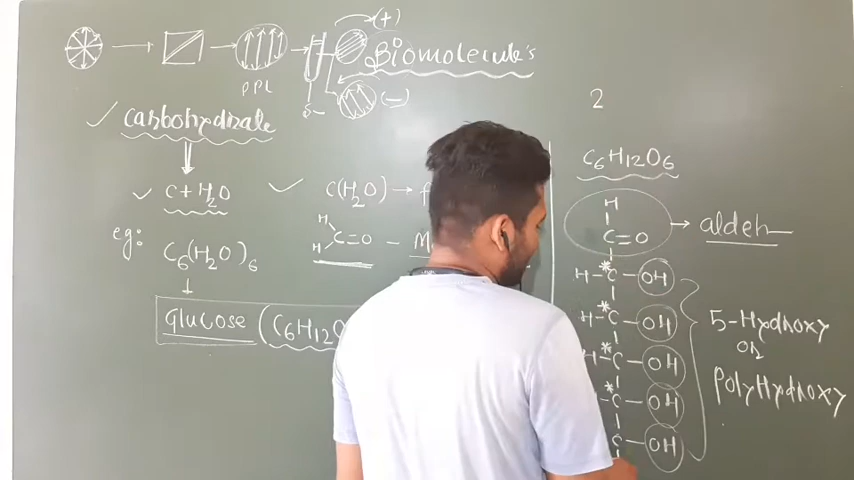 (+)
Biomolecule's
PPL
(-)
2
✓ Carbohydrate
✓ C + H2O
✓ C(H2O) →
eg: C6(H2O)6
H
H
C=O - M
Glucose (C6H12O
C6H12O6
H
C=O → aldeh
H-*C-OH
H-*C-OH
H-*C-OH
-*C-OH
C-OH
5-Hydroxy
OR
PolyHydroxy